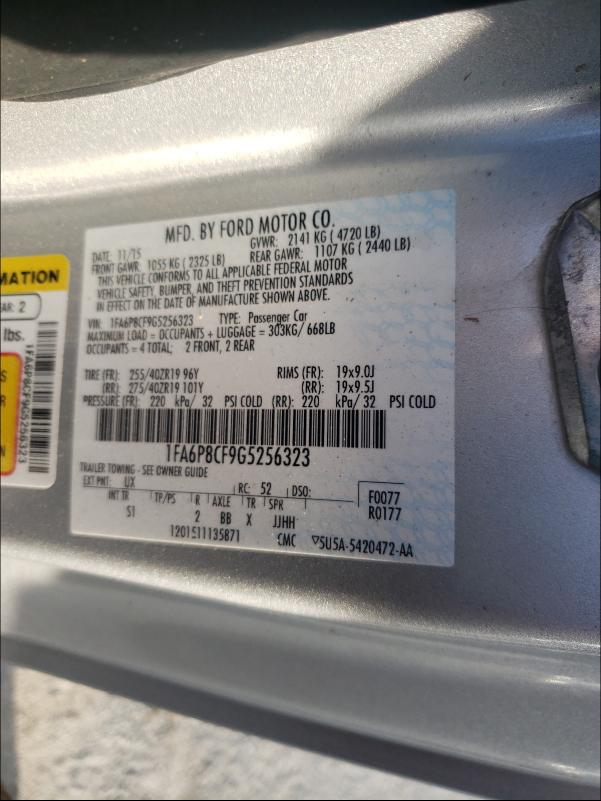 MFD. BY FORD MOTOR CO.
DATE: 11/15 GVWR: 2141 KG ( 4720 LB)
FRONT GAWR: 1055 KG ( 2325 LB) REAR GAWR: 1107 KG ( 2440 LB)
THIS VEHICLE CONFORMS TO ALL APPLICABLE FEDERAL MOTOR
VEHICLE SAFETY, BUMPER, AND THEFT PREVENTION STANDARDS
IN EFFECT ON THE DATE OF MANUFACTURE SHOWN ABOVE.
VIN: 1FA6P8CF9G5256323 TYPE: Passenger Car
MAXIMUM LOAD = OCCUPANTS + LUGGAGE = 303KG/ 668LB
OCCUPANTS = 4 TOTAL; 2 FRONT, 2 REAR
TIRE (FR): 255/40ZR19 96Y RIMS (FR): 19x9.0J
(RR): 275/40ZR19 101Y (RR): 19x9.5J
PRESSURE (FR): 220 kPa/ 32 PSI COLD (RR): 220 kPa/ 32 PSI COLD
1FA6P8CF9G5256323
TRAILER TOWING - SEE OWNER GUIDE
EXT PNT: UX RC: 52 DSO: F0077
INT TR TP/PS R AXLE TR SPR R0177
S1 2 BB X JJHH
1201511135871 CMC 5U5A-5420472-AA
MATION
AR: 2
lbs.
S
R
N
1FA6P8CF9G5256323